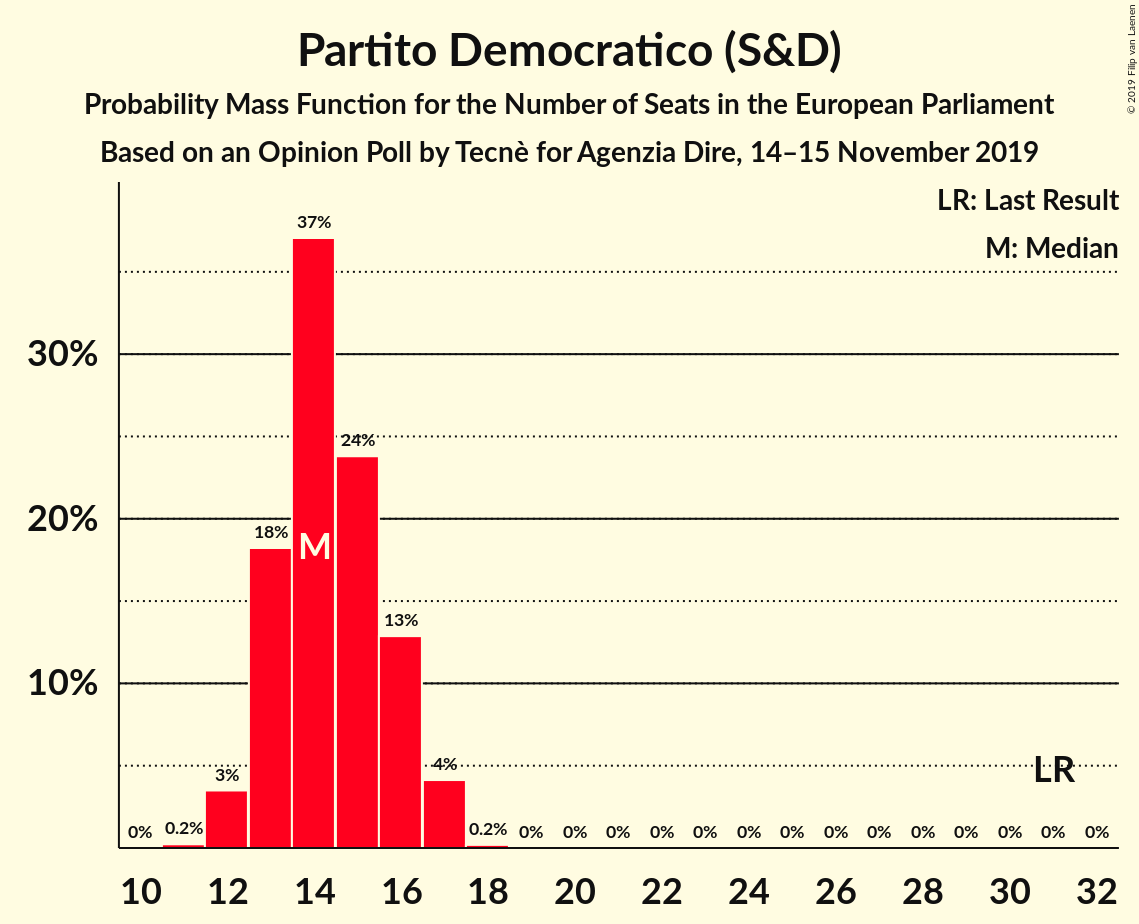 Partito Democratico (S&D)
Probability Mass Function for the Number of Seats in the European Parliament
Based on an Opinion Poll by Tecnè for Agenzia Dire, 14–15 November 2019
© 2019 Filip van Laenen
LR: Last Result
M: Median
30%
20%
10%
0% 0.2% 3% 18% 37% 24% 13% 4% 0.2% 0% 0% 0% 0% 0% 0% 0% 0% 0% 0% 0% 0% 0% 0%
M
LR
10 12 14 16 18 20 22 24 26 28 30 32